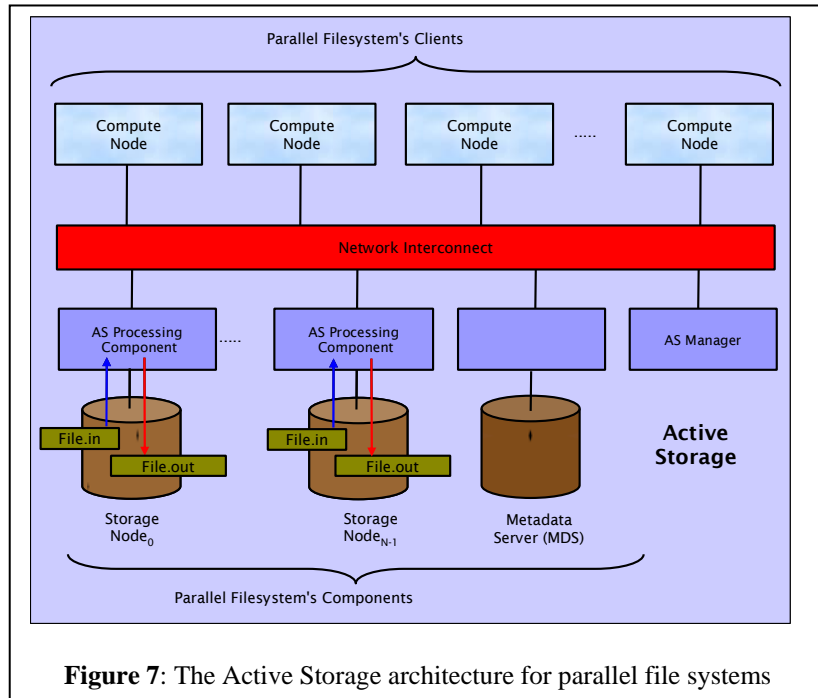 Parallel Filesystem's Clients
Compute
Node
Compute
Node
Compute
Node
.....
Compute
Node
Network Interconnect
AS Processing
Component
.....
AS Processing
Component
AS Manager
File.in
File.out
File.in
File.out
Active
Storage
Storage
Node0
Storage
NodeN-1
Metadata
Server (MDS)
Parallel Filesystem's Components
Figure 7: The Active Storage architecture for parallel file systems